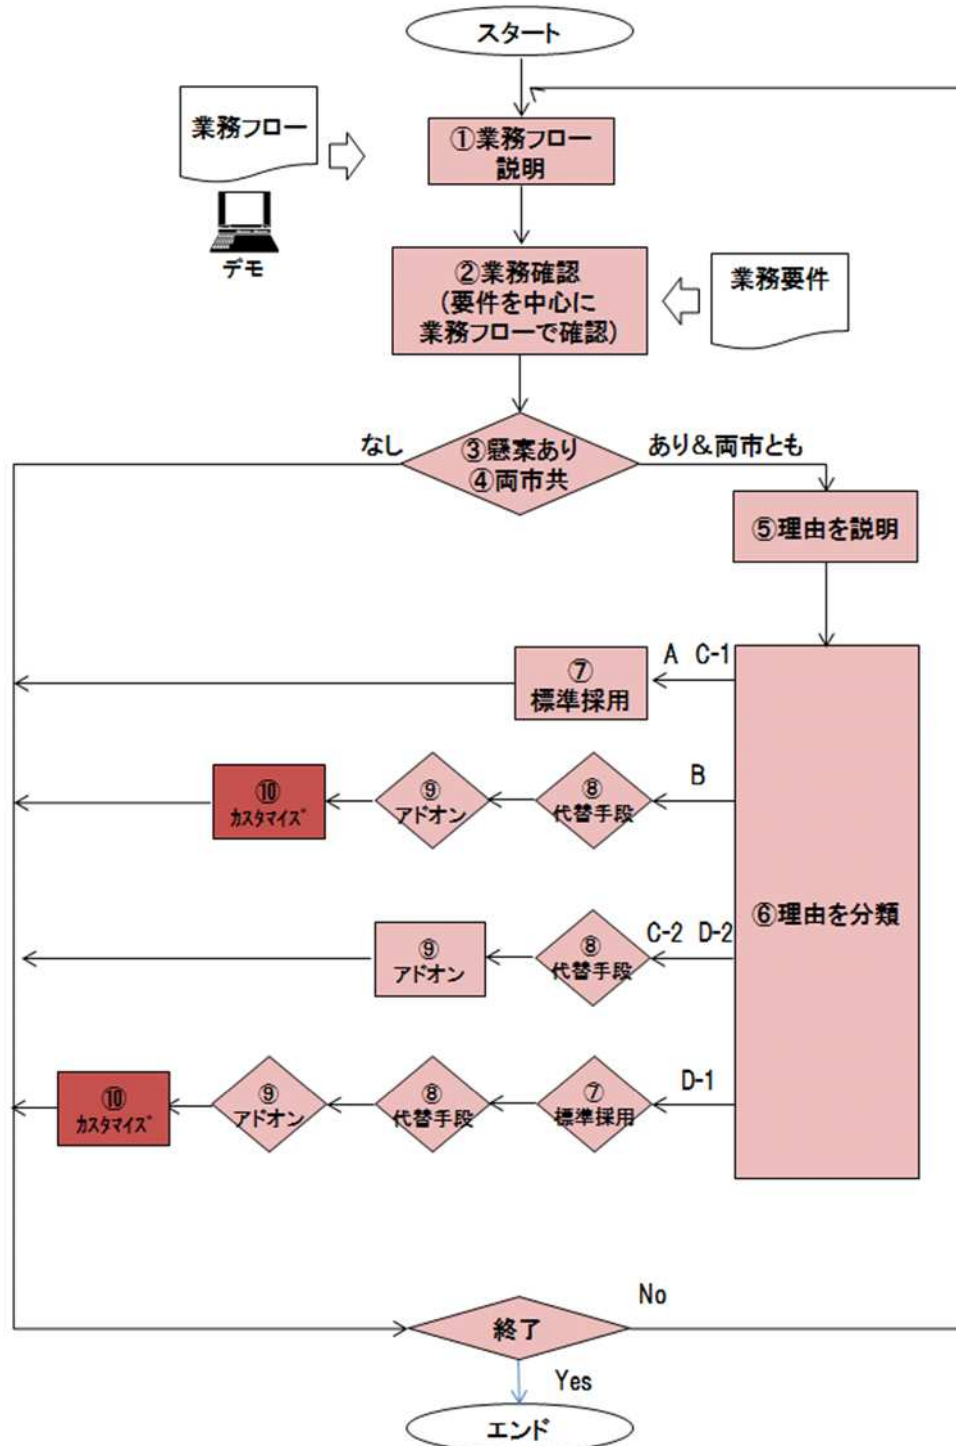 スタート
業務フロー
①業務フロー
説明
デモ
②業務確認
(要件を中心に
業務フローで確認)
業務要件
なし
③懸案あり
④両市共
あり&両市とも
⑤理由を説明
A C-1
⑦
標準採用
B
⑧
代替手段
⑨
アドオン
⑩
カスタマイズ
⑥理由を分類
C-2 D-2
⑧
代替手段
⑨
アドオン
D-1
⑦
標準採用
⑧
代替手段
⑨
アドオン
⑩
カスタマイズ
終了
No
Yes
エンド